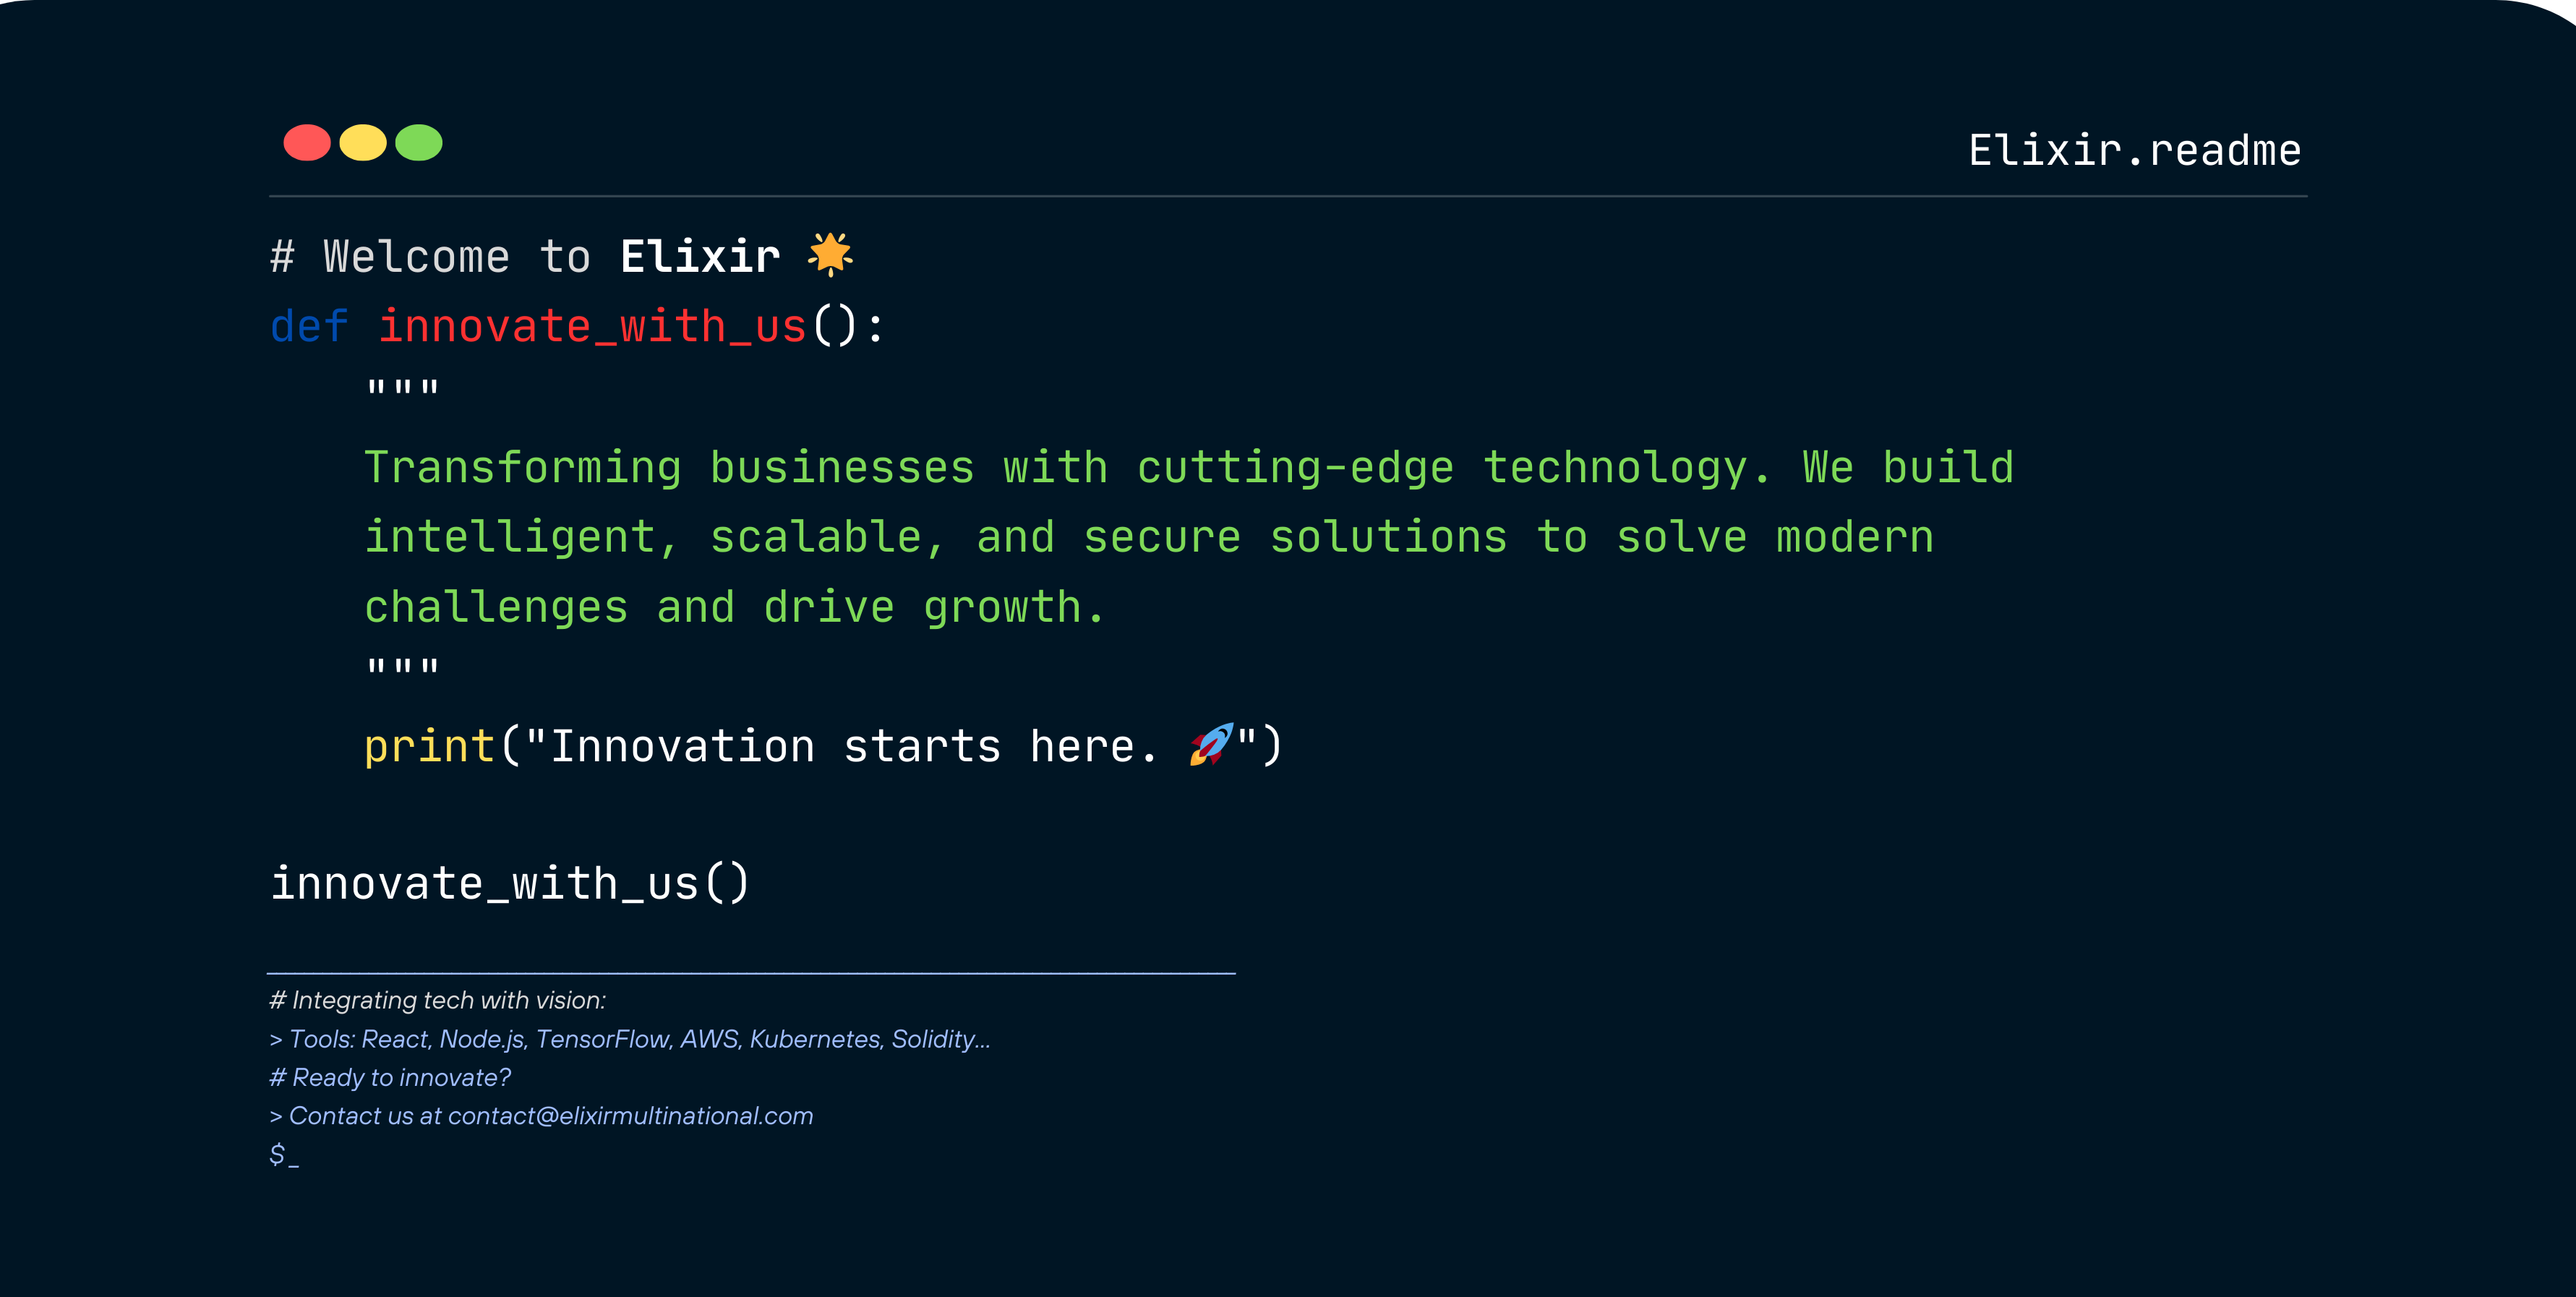 Elixir.readme
# Welcome to Elixir 🌟
def innovate_with_us():
"""
Transforming businesses with cutting-edge technology. We build
intelligent, scalable, and secure solutions to solve modern
challenges and drive growth.
"""
print("Innovation starts here. 🚀")
innovate_with_us()
# Integrating tech with vision:
> Tools: React, Node.js, TensorFlow, AWS, Kubernetes, Solidity...
# Ready to innovate?
> Contact us at contact@elixirmultinational.com
$_